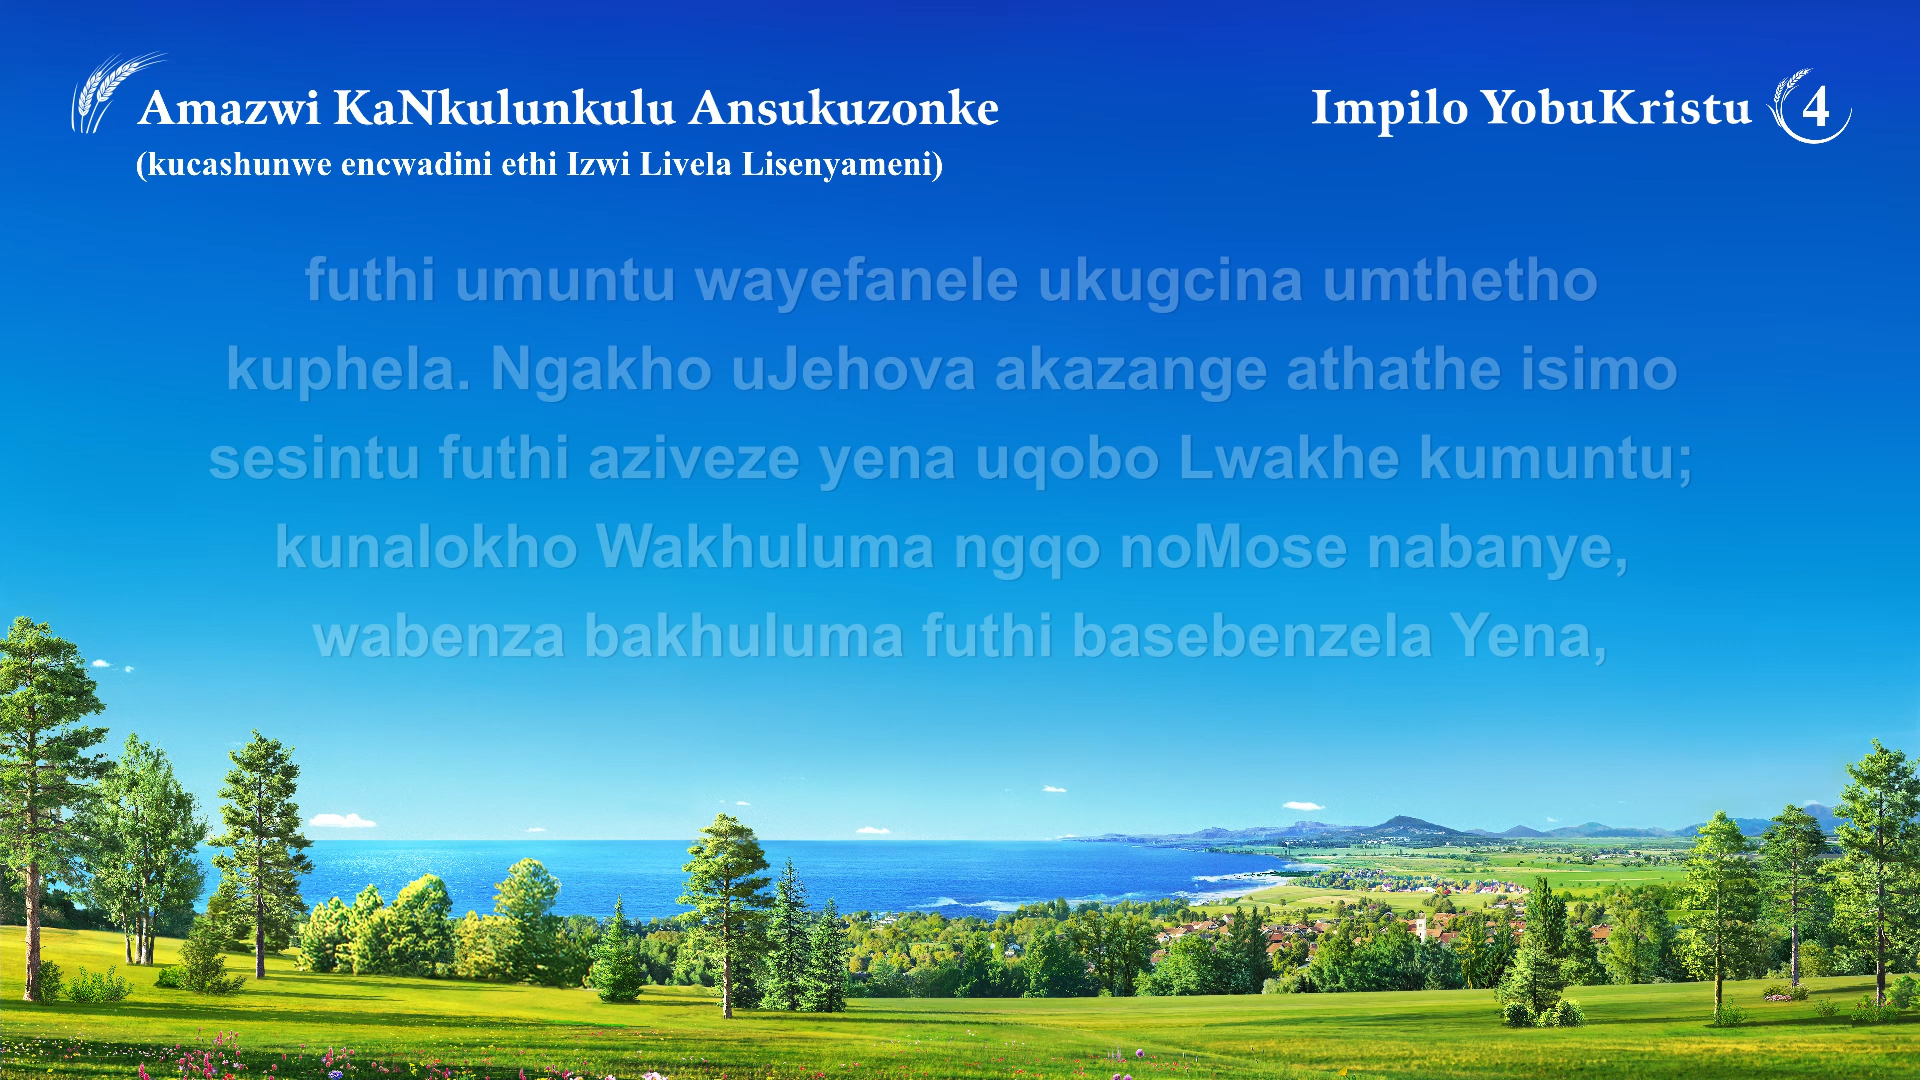 Amazwi KaNkulunkulu Ansukuzonke
(kucashunwe encwadini ethi Izwi Livela Lisenyameni)
Impilo YobuKristu 4
futhi umuntu wayefanele ukugcina umthetho
kuphela. Ngakho uJehova akazange athathe isimo
sesintu futhi aziveze yena uqobo Lwakhe kumuntu;
kunalokho Wakhuluma ngqo noMose nabanye,
wabenza bakhuluma futhi basebenzela Yena,